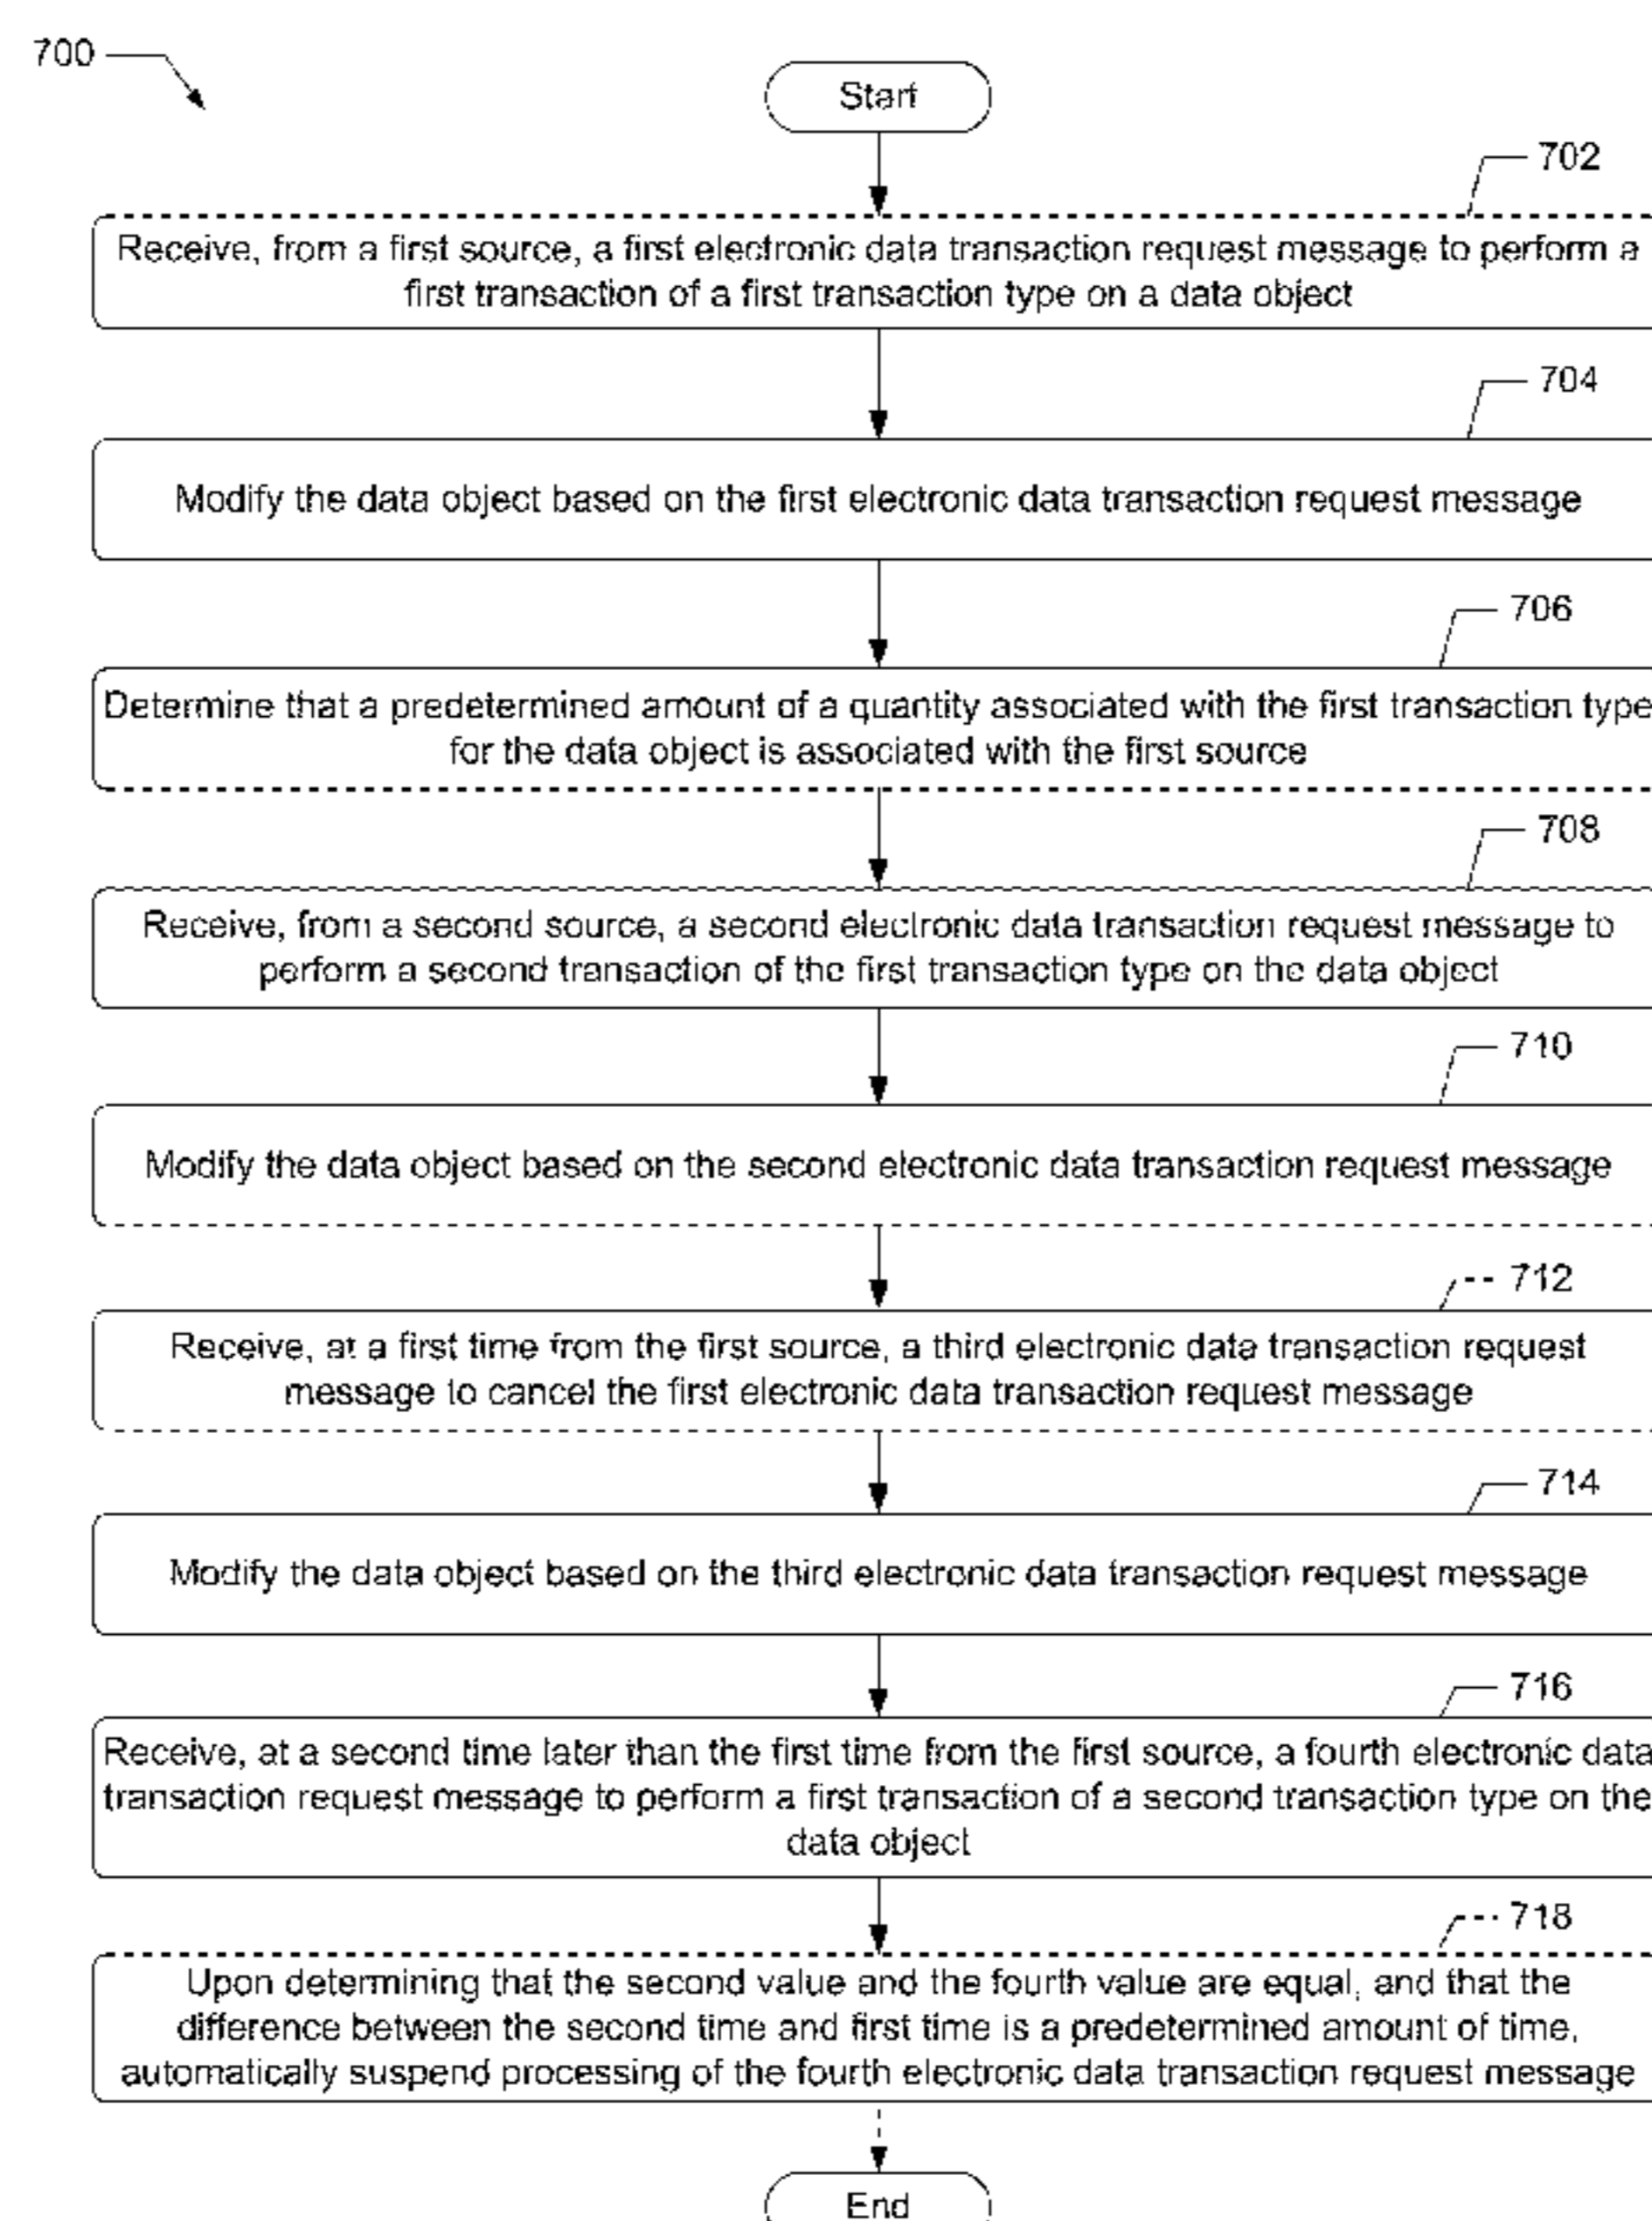 700
Start
702
Receive, from a first source, a first electronic data transaction request message to perform a
first transaction of a first transaction type on a data object
704
Modify the data object based on the first electronic data transaction request message
706
Determine that a predetermined amount of a quantity associated with the first transaction type
for the data object is associated with the first source
708
Receive, from a second source, a second electronic data transaction request message to
perform a second transaction of the first transaction type on the data object
710
Modify the data object based on the second electronic data transaction request message
712
Receive, at a first time from the first source, a third electronic data transaction request
message to cancel the first electronic data transaction request message
714
Modify the data object based on the third electronic data transaction request message
716
Receive, at a second time later than the first time from the first source, a fourth electronic data
transaction request message to perform a first transaction of a second transaction type on the
data object
718
Upon determining that the second value and the fourth value are equal, and that the
difference between the second time and first time is a predetermined amount of time,
automatically suspend processing of the fourth electronic data transaction request message
End